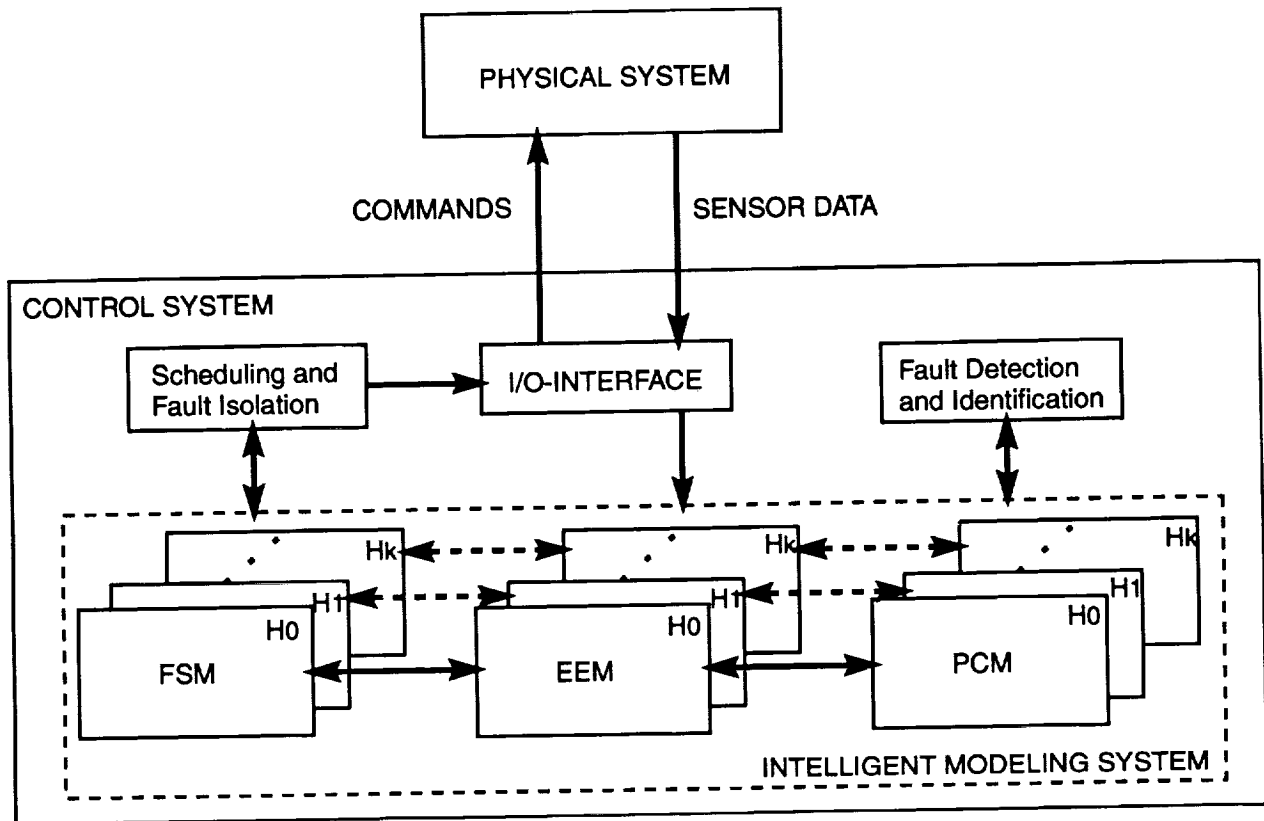 PHYSICAL SYSTEM
COMMANDS
SENSOR DATA
CONTROL SYSTEM
Scheduling and
Fault Isolation
I/O-INTERFACE
Fault Detection
and Identification
Hk
Hk
Hk
H1
H1
H1
H0
H0
H0
FSM
EEM
PCM
INTELLIGENT MODELING SYSTEM